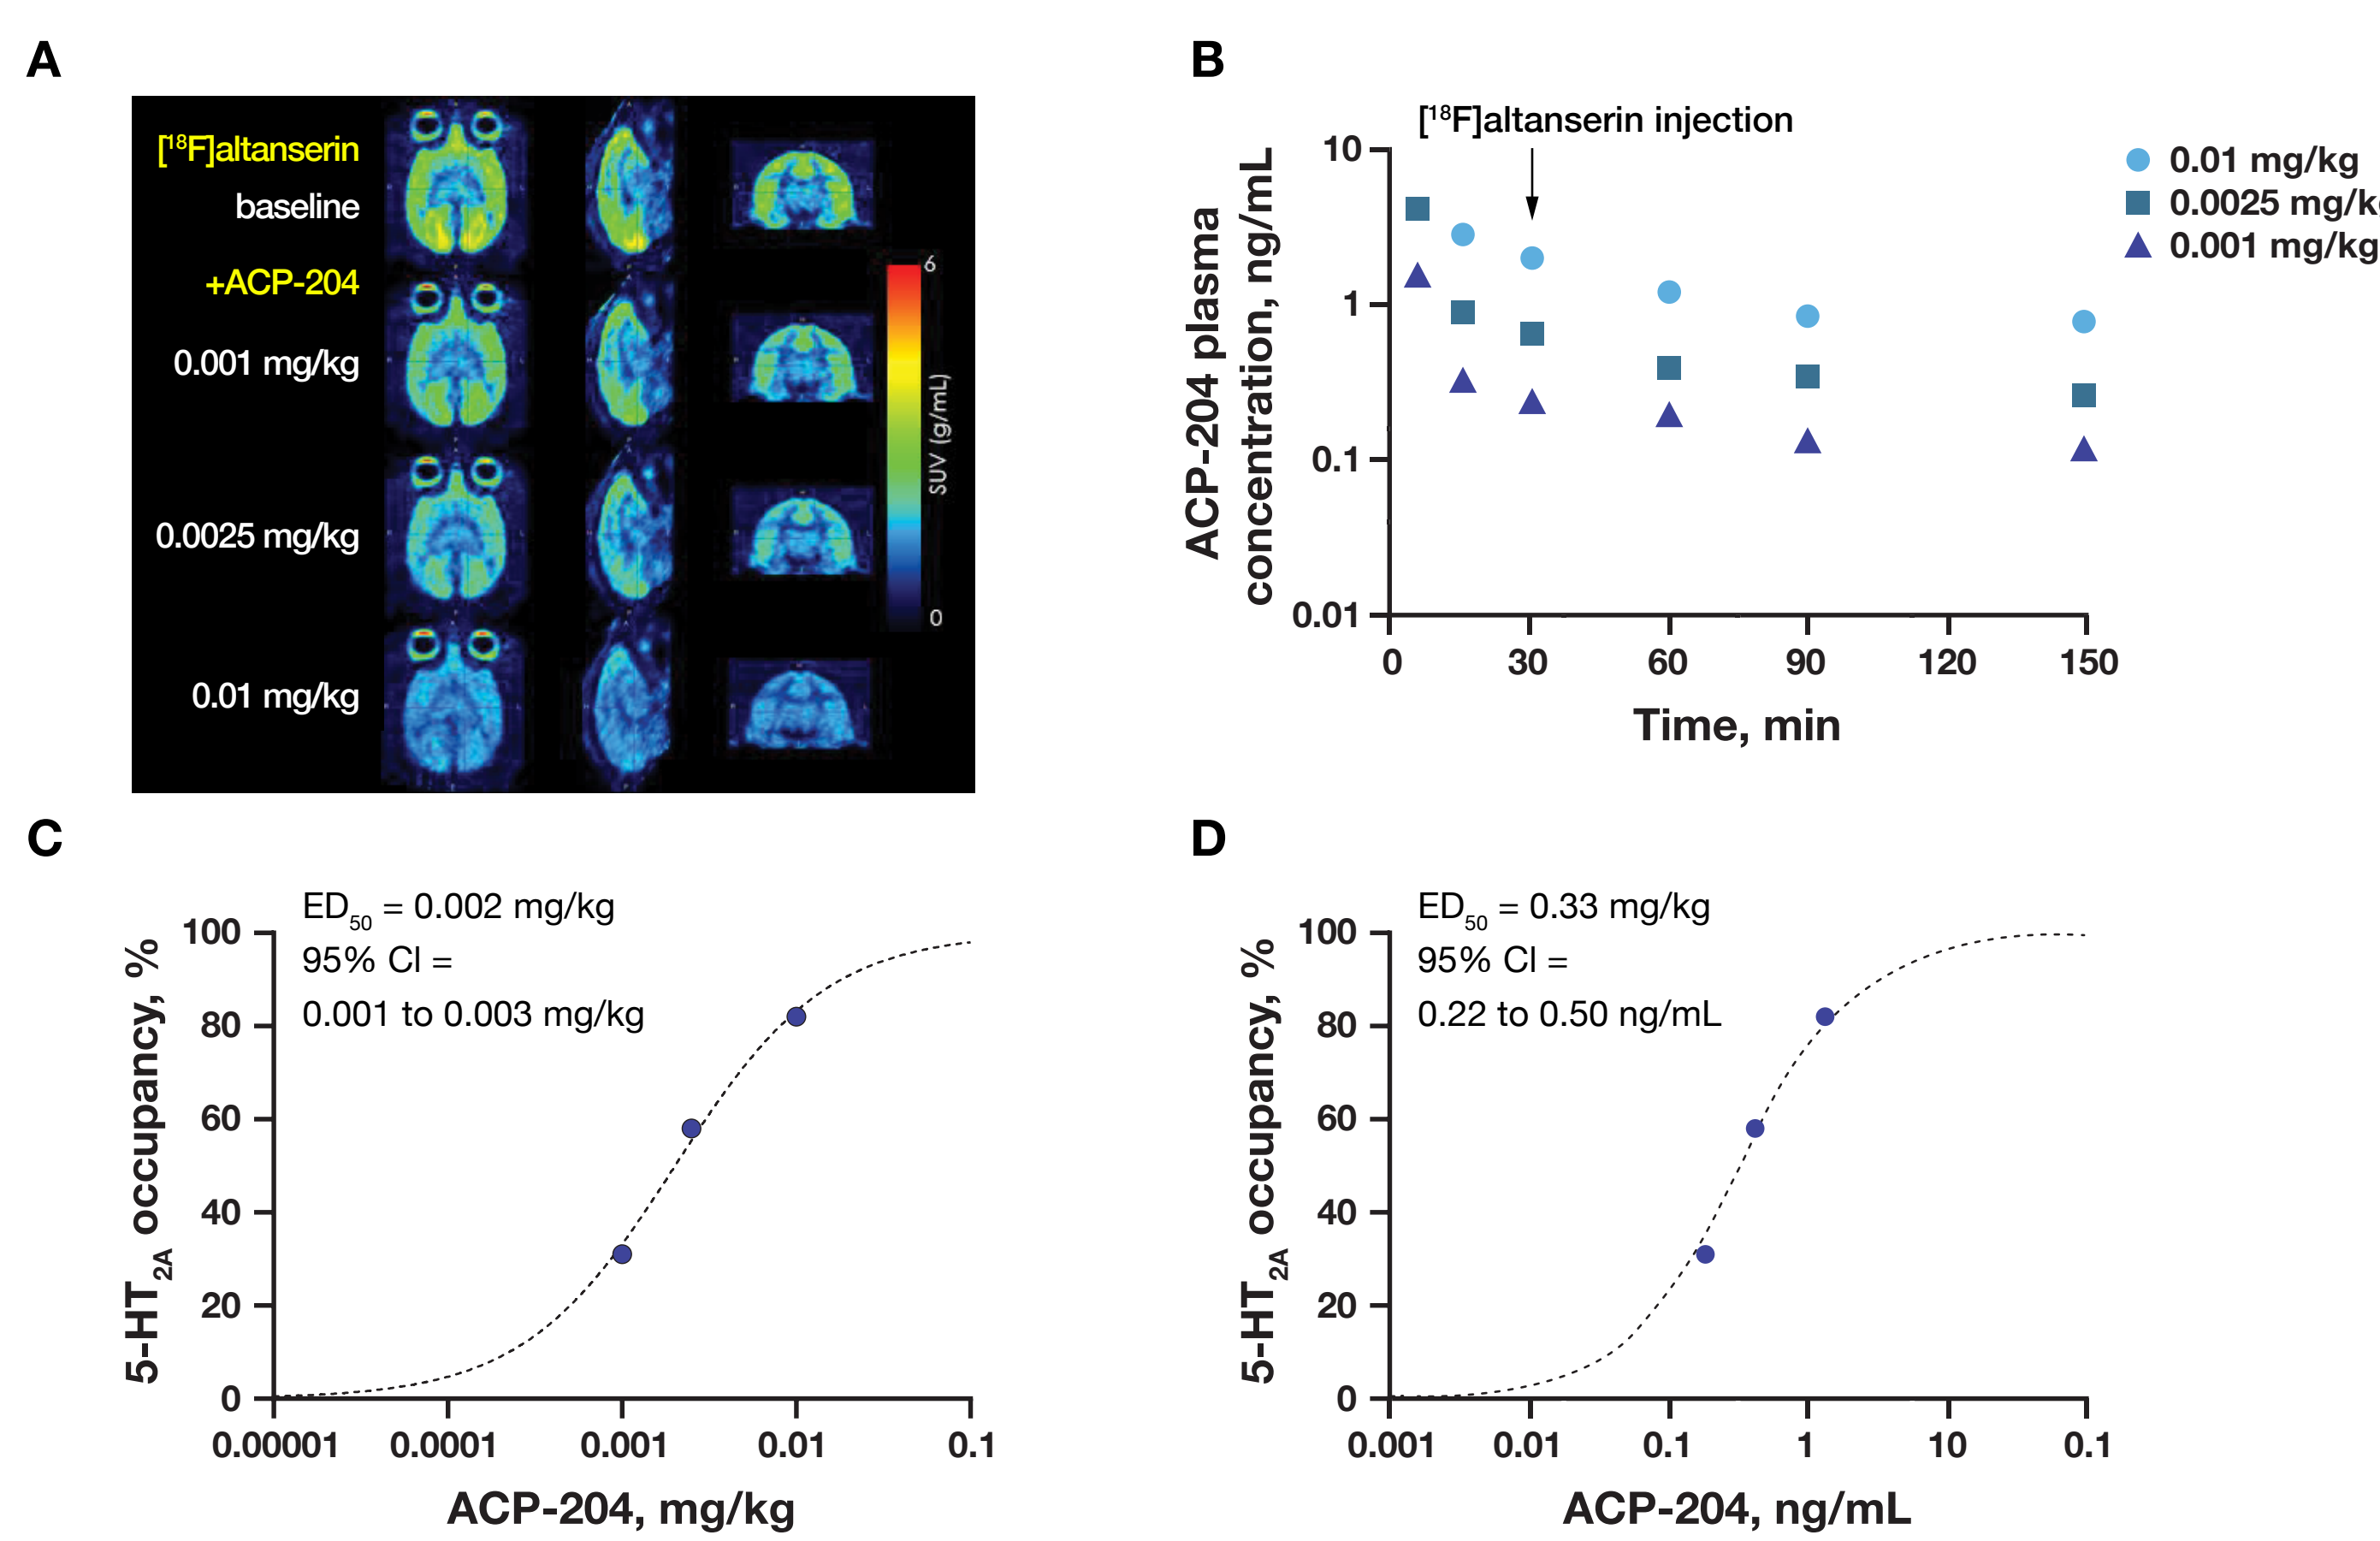 A
[¹⁸F]altanserin
baseline
+ACP-204
0.001 mg/kg
0.0025 mg/kg
0.01 mg/kg
6
SUV (g/mL)
0
B
[¹⁸F]altanserin injection
ACP-204 plasma
concentration, ng/mL
10
1
0.1
0.01
0 30 60 90 120 150
Time, min
0.01 mg/kg
0.0025 mg/k
0.001 mg/kg
C
ED₅₀ = 0.002 mg/kg
95% CI =
0.001 to 0.003 mg/kg
5-HT₂A occupancy, %
100
80
60
40
20
0
0.00001 0.0001 0.001 0.01 0.1
ACP-204, mg/kg
D
ED₅₀ = 0.33 mg/kg
95% CI =
0.22 to 0.50 ng/mL
5-HT₂A occupancy, %
100
80
60
40
20
0
0.001 0.01 0.1 1 10 0.1
ACP-204, ng/mL